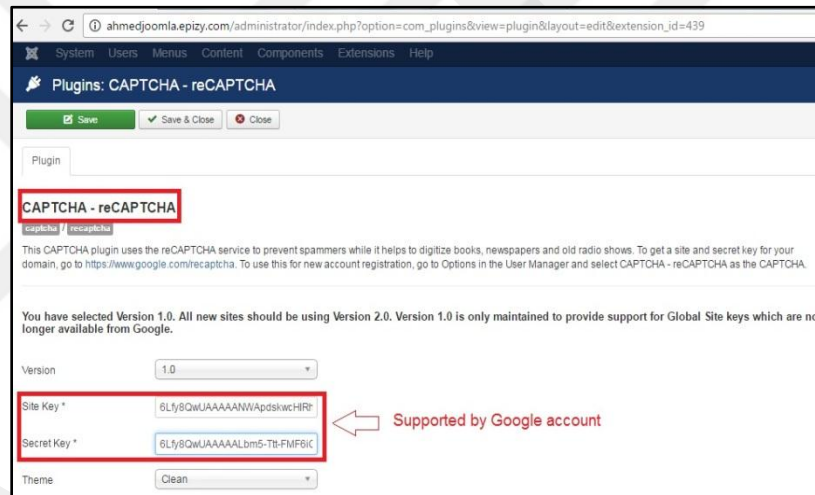 ahmedjoomla.epizy.com/administrator/index.php?option=com_plugins&view=plugin&layout=edit&extension_id=439
System Users Menus Content Components Extensions Help
Plugins: CAPTCHA - reCAPTCHA
Save Save & Close Close
Plugin
CAPTCHA - reCAPTCHA
captcha / recaptcha
This CAPTCHA plugin uses the reCAPTCHA service to prevent spammers while it helps to digitize books, newspapers and old radio shows. To get a site and secret key for your
domain, go to https://www.google.com/recaptcha. To use this for new account registration, go to Options in the User Manager and select CAPTCHA - reCAPTCHA as the CAPTCHA.
You have selected Version 1.0. All new sites should be using Version 2.0. Version 1.0 is only maintained to provide support for Global Site keys which are no
longer available from Google.
Version 1.0
Site Key *
Supported by Google account
Secret Key *
Theme Clean